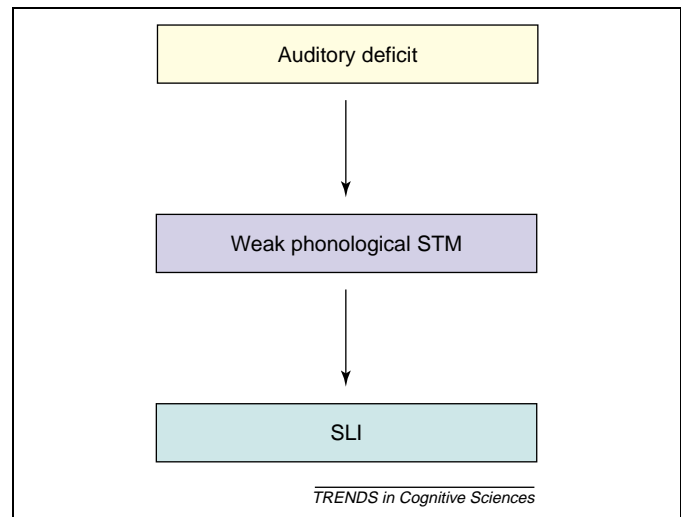 Auditory deficit
Weak phonological STM
SLI
TRENDS in Cognitive Sciences